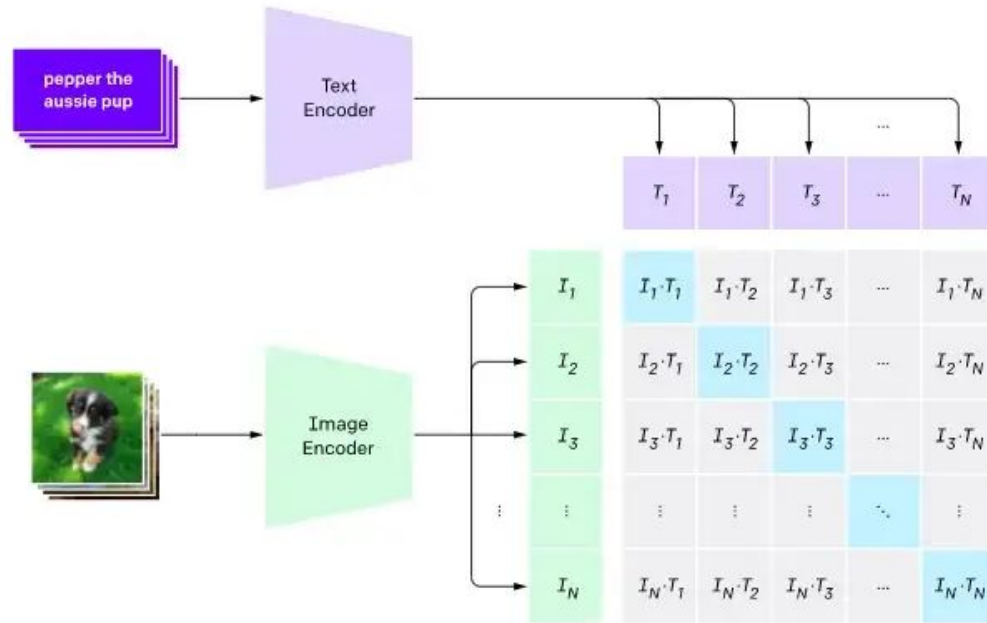 pepper the
aussie pup
Text
Encoder
...
T1 T2 T3 ... TN
Image
Encoder
I1 I1·T1 I1·T2 I1·T3 ... I1·TN
I2 I2·T1 I2·T2 I2·T3 ... I2·TN
I3 I3·T1 I3·T2 I3·T3 ... I3·TN
⋮ ⋮ ⋮ ⋮ ⋮ ⋱ ⋮
IN IN·T1 IN·T2 IN·T3 ... IN·TN